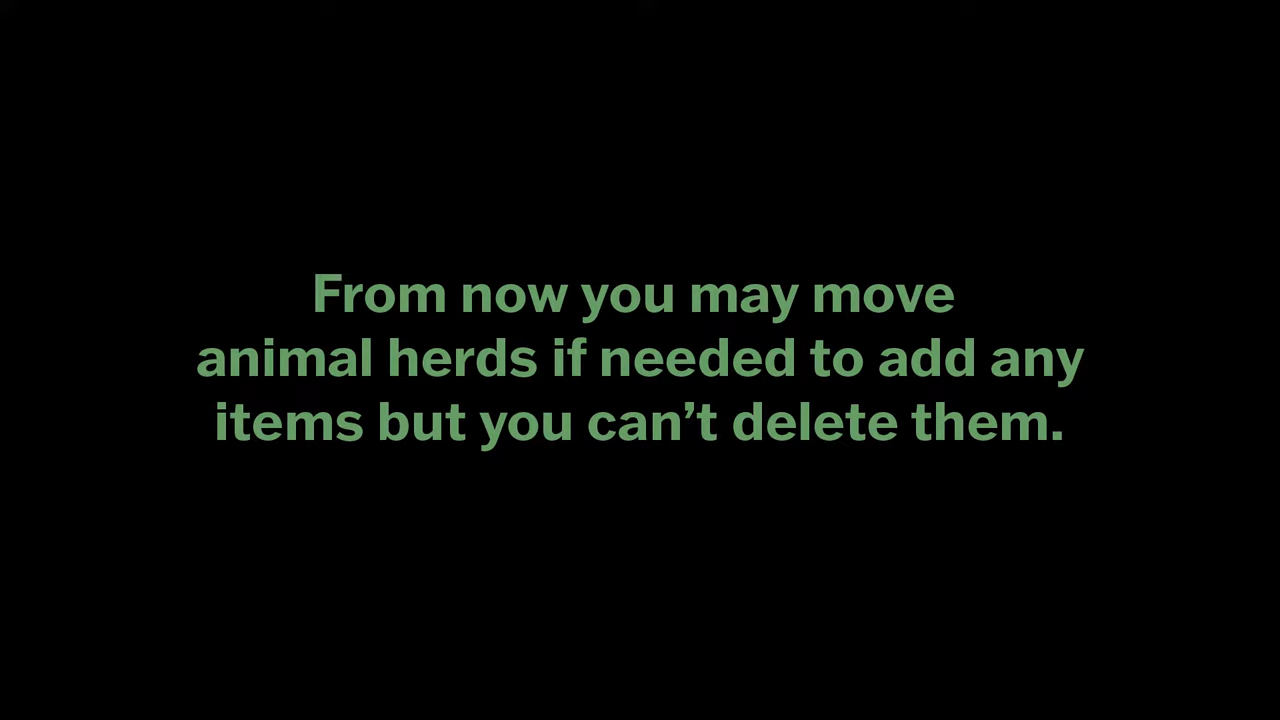 From now you may move
animal herds if needed to add any
items but you can’t delete them.